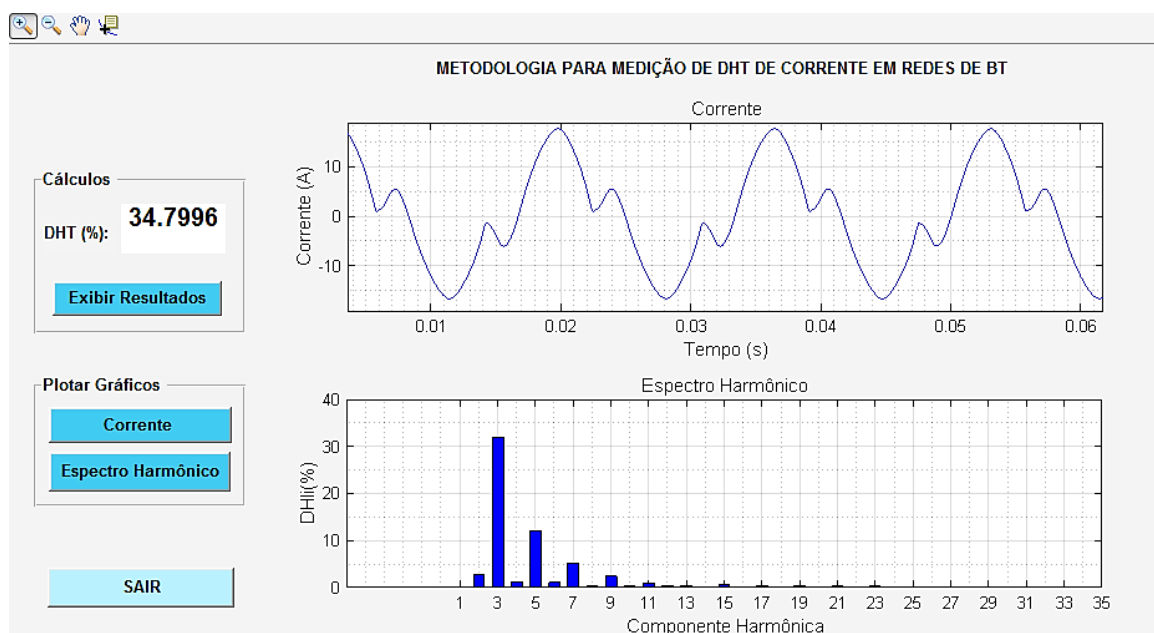 METODOLOGIA PARA MEDIÇÃO DE DHT DE CORRENTE EM REDES DE BT
Cálculos
DHT (%): 34.7996
Exibir Resultados
Plotar Gráficos
Corrente
Espectro Harmônico
SAIR
Corrente
Corrente (A)
10
0
-10
0.01 0.02 0.03 0.04 0.05 0.06
Tempo (s)
Espectro Harmônico
DHIi(%)
40
30
20
10
0
1 3 5 7 9 11 13 15 17 19 21 23 25 27 29 31 33 35
Componente Harmônica